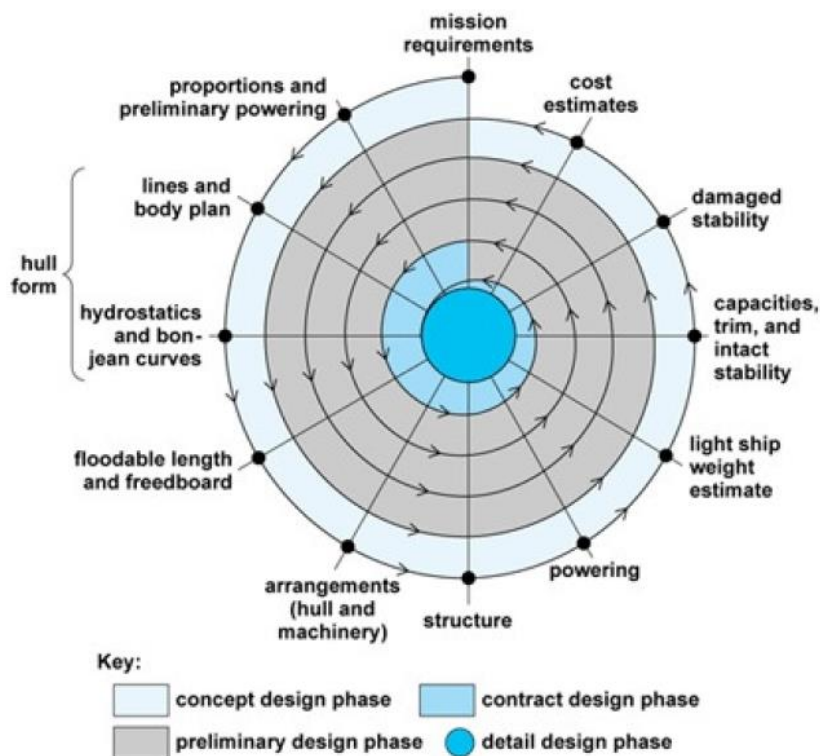 mission
requirements
cost
estimates
proportions and
preliminary powering
lines and
body plan
damaged
stability
hull
form
hydrostatics
and bon-
jean curves
capacities,
trim, and
intact
stability
floodable length
and freedboard
light ship
weight
estimate
arrangements
(hull and
machinery)
structure
powering
Key:
concept design phase
contract design phase
preliminary design phase
detail design phase